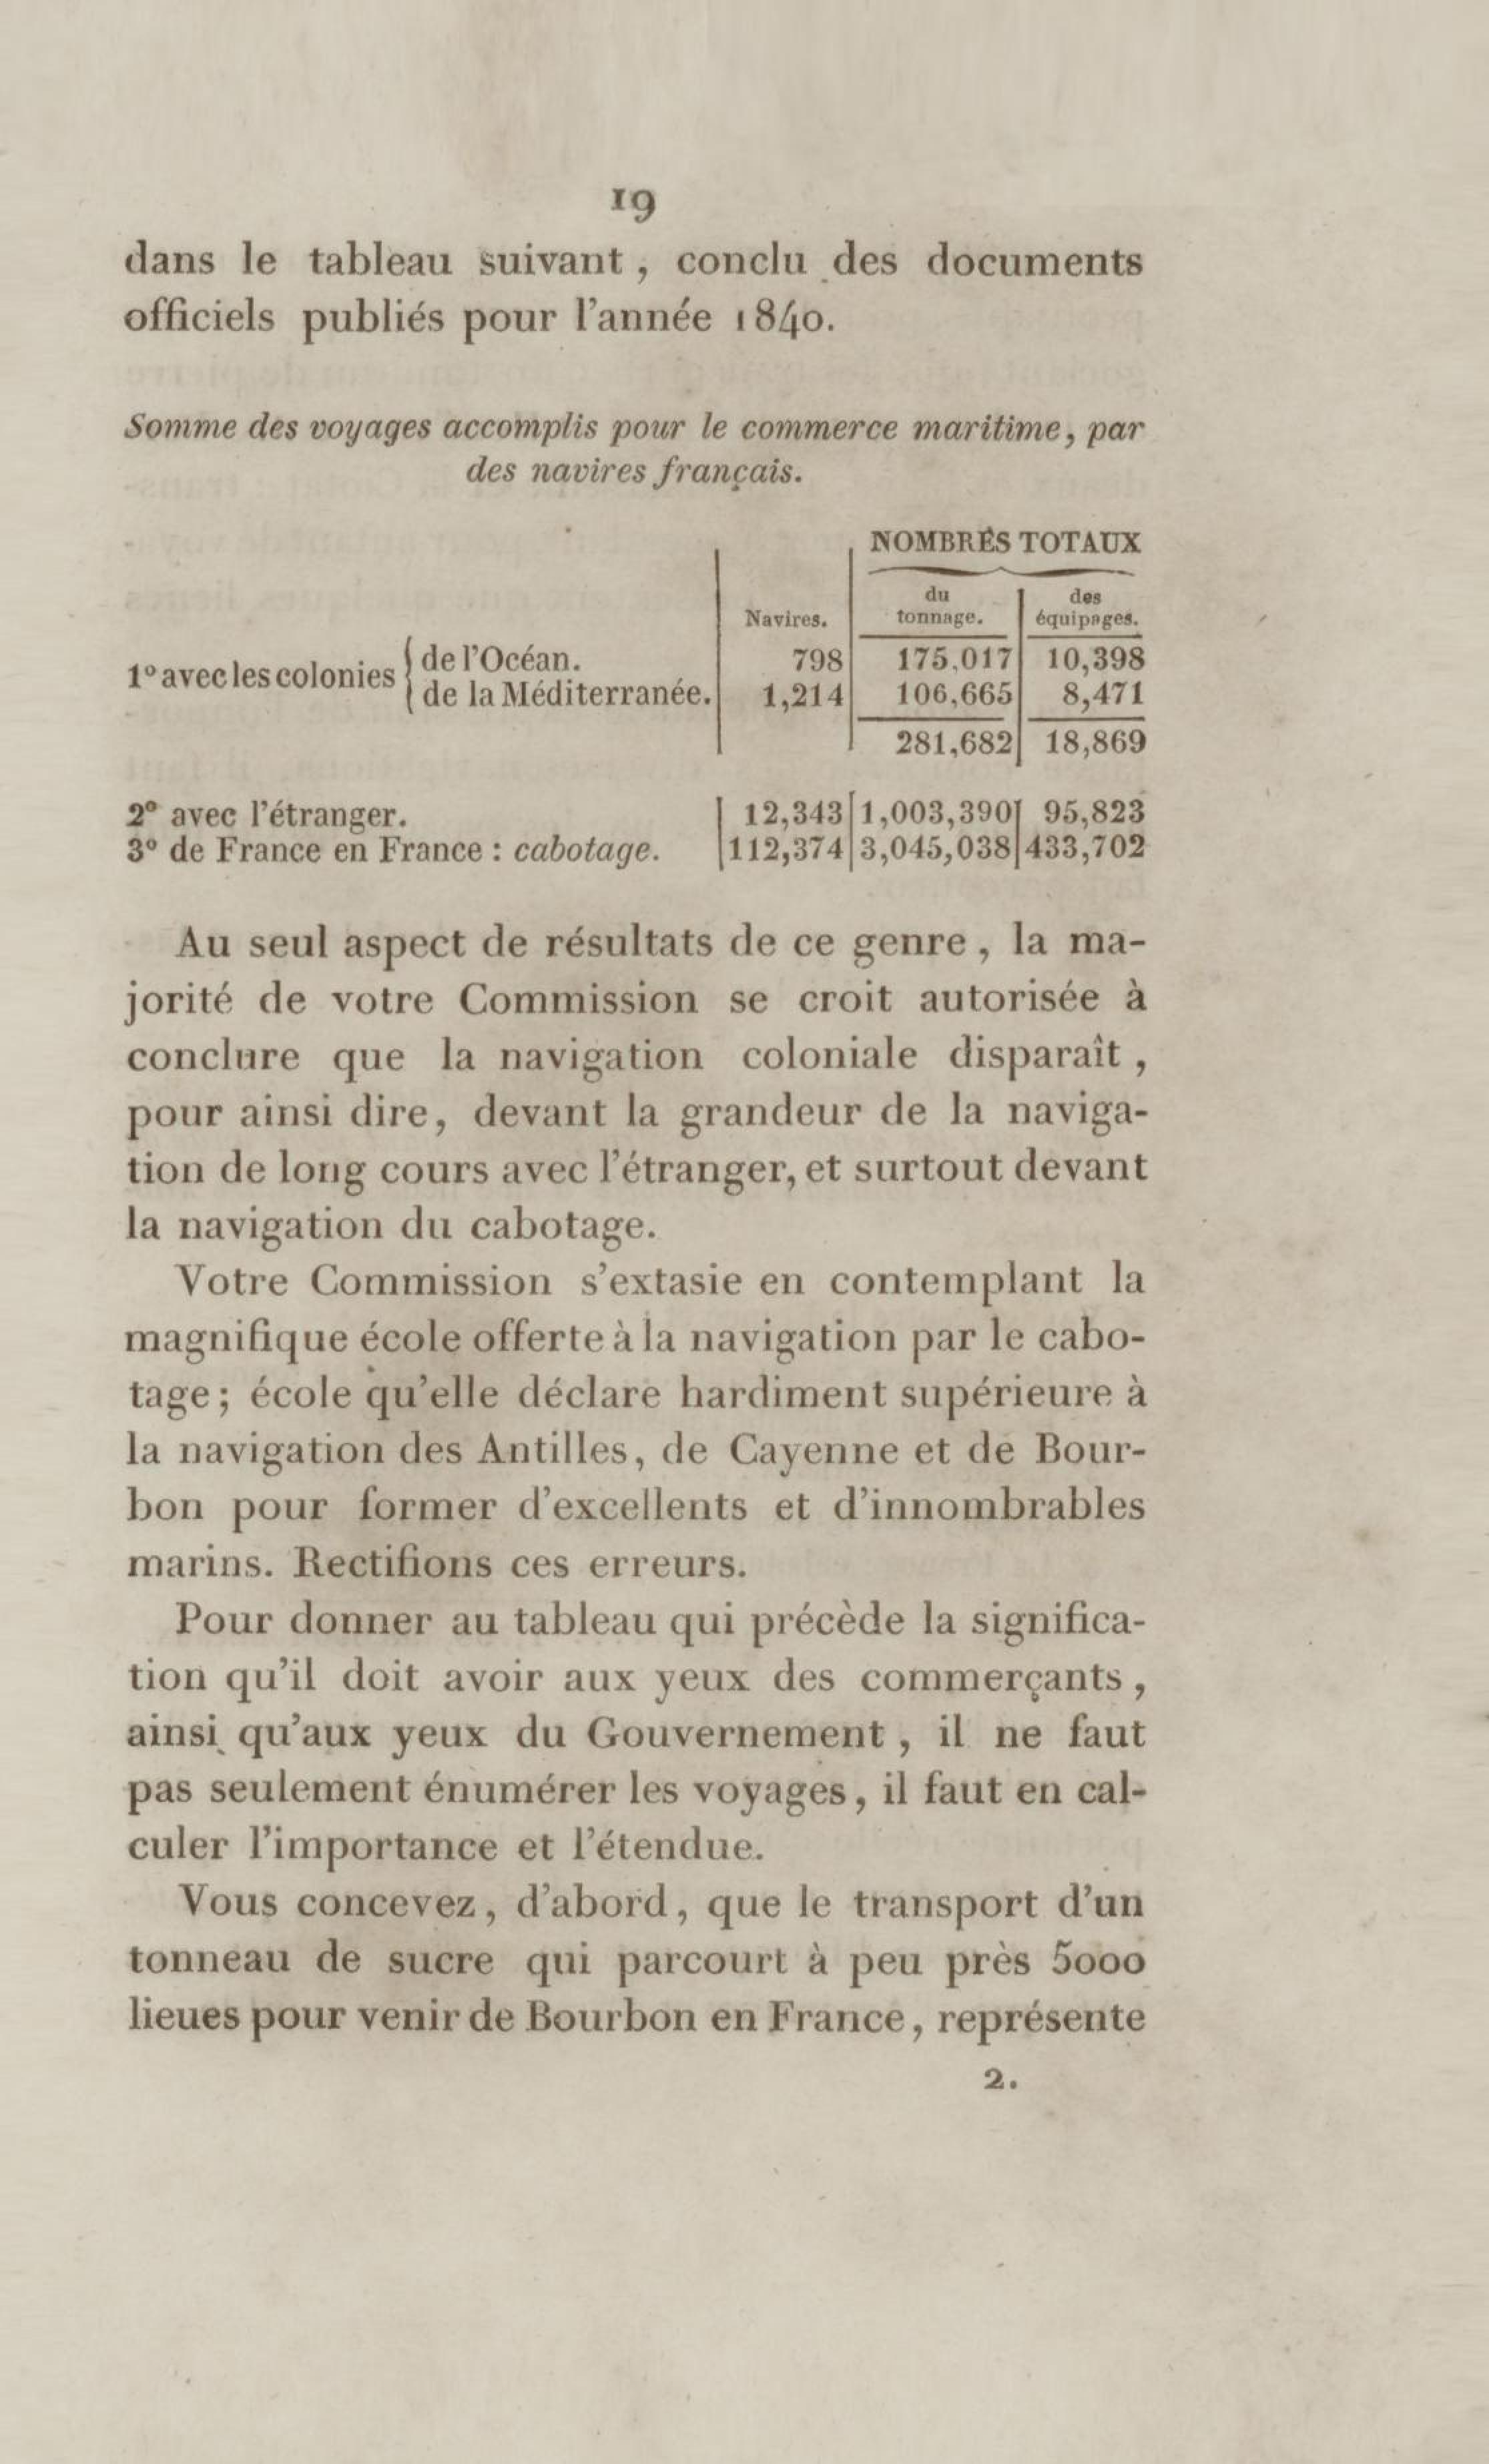 19
dans le tableau suivant, conclu des documents
officiels publiés pour l'année 1840.
Somme des voyages accomplis pour le commerce maritime, par
des navires français.
NOMBRES TOTAUX
du des
Navires. tonnage. équipages.
1° avec les colonies { de l'Océan. 798 175.017 10,398
de la Méditerranée. 1,214 106,665 8,471
281,682 18,869
2° avec l'étranger. 12,343 1,003,390 95,823
3° de France en France : cabotage. 112,374 3,045,038 433,702
Au seul aspect de résultats de ce genre, la ma-
jorité de votre Commission se croit autorisée à
conclure que la navigation coloniale disparaît,
pour ainsi dire, devant la grandeur de la naviga-
tion de long cours avec l'étranger, et surtout devant
la navigation du cabotage.
Votre Commission s'extasie en contemplant la
magnifique école offerte à la navigation par le cabo-
tage; école qu'elle déclare hardiment supérieure à
la navigation des Antilles, de Cayenne et de Bour-
bon pour former d'excellents et d'innombrables
marins. Rectifions ces erreurs.
Pour donner au tableau qui précède la significa-
tion qu'il doit avoir aux yeux des commerçants,
ainsi qu'aux yeux du Gouvernement, il ne faut
pas seulement énumérer les voyages, il faut en cal-
culer l'importance et l'étendue.
Vous concevez, d'abord, que le transport d'un
tonneau de sucre qui parcourt à peu près 5000
lieues pour venir de Bourbon en France, représente
2.